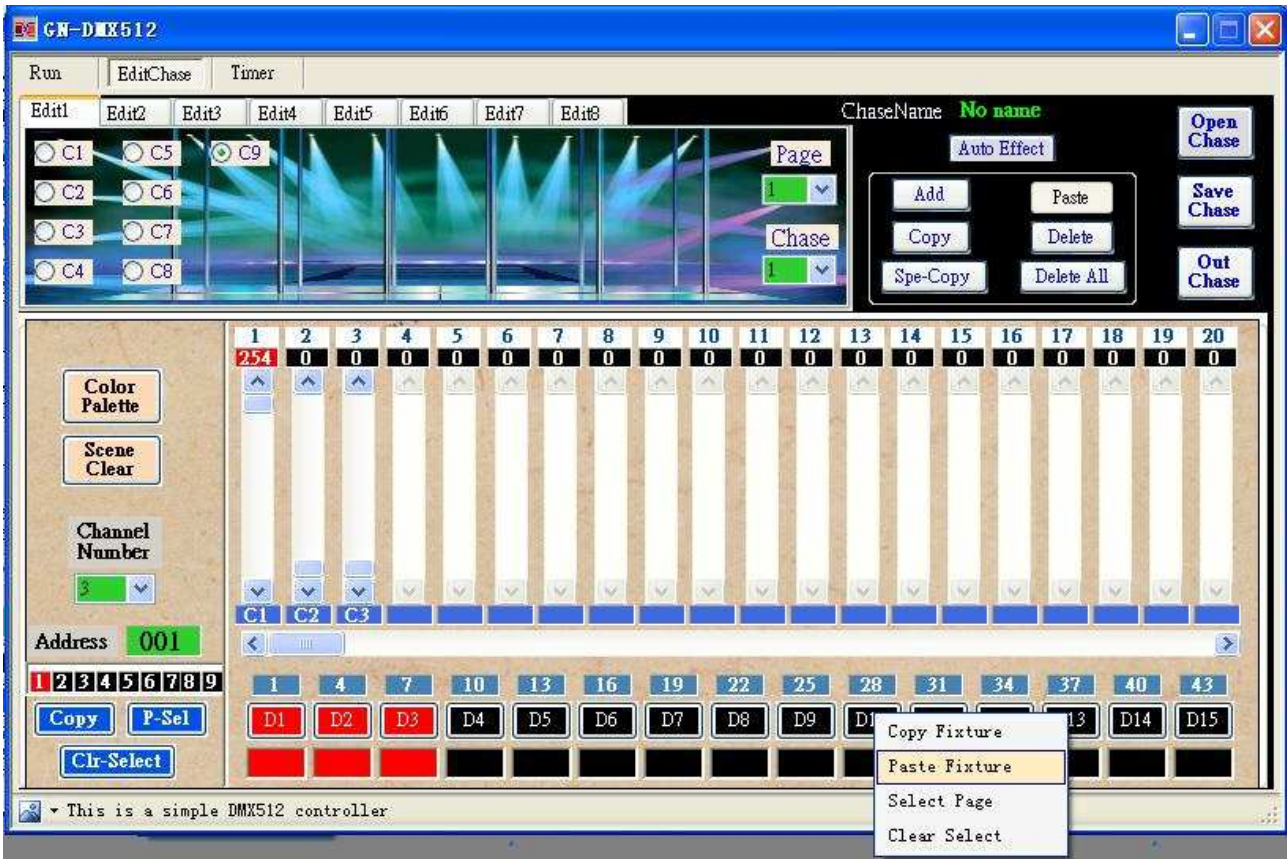 GN-DMX512
Run EditChase Timer
Edit1 Edit2 Edit3 Edit4 Edit5 Edit6 Edit7 Edit8
ChaseName No name
Auto Effect
Open
Chase
C1 C5 C9
C2 C6
C3 C7
C4 C8
Page
1
Chase
1
Add Paste
Copy Delete
Spe-Copy Delete All
Save
Chase
Out
Chase
1 2 3 4 5 6 7 8 9 10 11 12 13 14 15 16 17 18 19 20
254 0 0 0 0 0 0 0 0 0 0 0 0 0 0 0 0 0 0 0
Color
Palette
Scene
Clear
Channel
Number
3
C1 C2 C3
Address 001
1 2 3 4 5 6 7 8 9
Copy P-Sel
Clr-Select
1 4 7 10 13 16 19 22 25 28 31 34 37 40 43
D1 D2 D3 D4 D5 D6 D7 D8 D9 D1 13 D14 D15
Copy Fixture
Paste Fixture
Select Page
Clear Select
This is a simple DMX512 controller